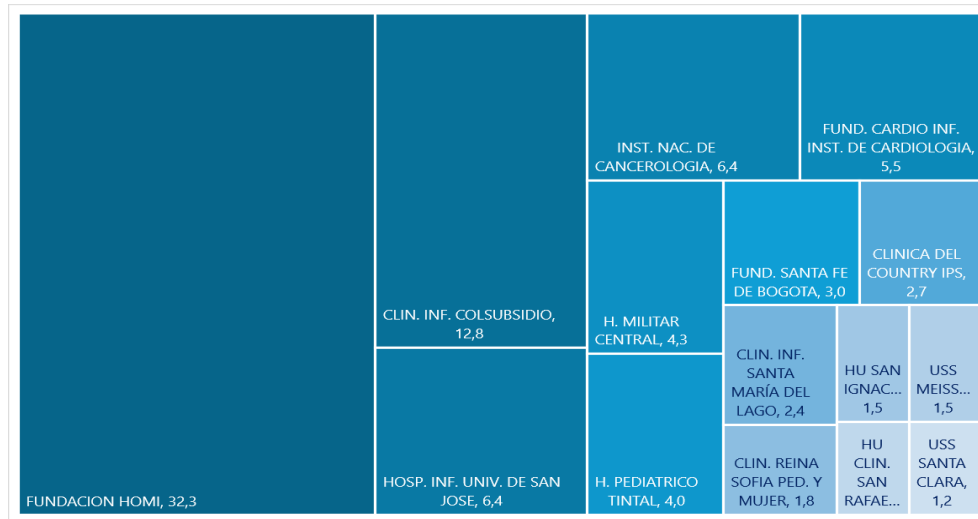 FUNDACION HOMI, 32,3
CLIN. INF. COLSUBSIDIO,
12,8
HOSP. INF. UNIV. DE SAN
JOSE, 6,4
INST. NAC. DE
CANCEROLOGIA, 6,4
FUND. CARDIO INF.
INST. DE CARDIOLOGIA,
5,5
H. MILITAR
CENTRAL, 4,3
H. PEDIATRICO
TINTAL, 4,0
FUND. SANTA FE
DE BOGOTA, 3,0
CLINICA DEL
COUNTRY IPS,
2,7
CLIN. INF.
SANTA
MARÍA DEL
LAGO, 2,4
CLIN. REINA
SOFIA PED. Y
MUJER, 1,8
HU SAN
IGNAC...
1,5
USS
MEISS...
1,5
HU
CLIN.
SAN
RAFAE...
USS
SANTA
CLARA,
1,2